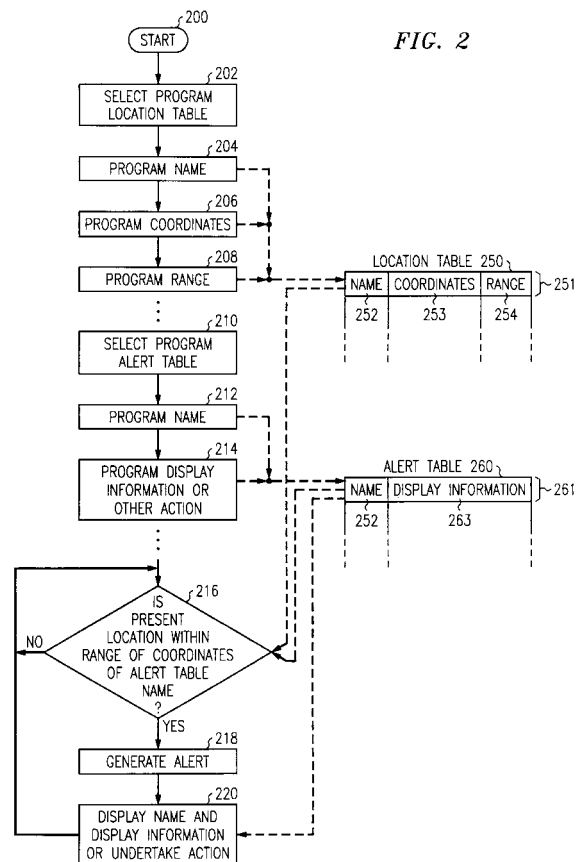 200
START
FIG. 2
202
SELECT PROGRAM
LOCATION TABLE
204
PROGRAM NAME
206
PROGRAM COORDINATES
208
PROGRAM RANGE
LOCATION TABLE 250
NAME COORDINATES RANGE
251
252 253 254
210
SELECT PROGRAM
ALERT TABLE
212
PROGRAM NAME
214
PROGRAM DISPLAY
INFORMATION OR
OTHER ACTION
ALERT TABLE 260
NAME DISPLAY INFORMATION
261
252 263
216
IS
PRESENT
LOCATION WITHIN
RANGE OF COORDINATES
OF ALERT TABLE
NAME
?
NO
YES
218
GENERATE ALERT
220
DISPLAY NAME AND
DISPLAY INFORMATION
OR UNDERTAKE ACTION